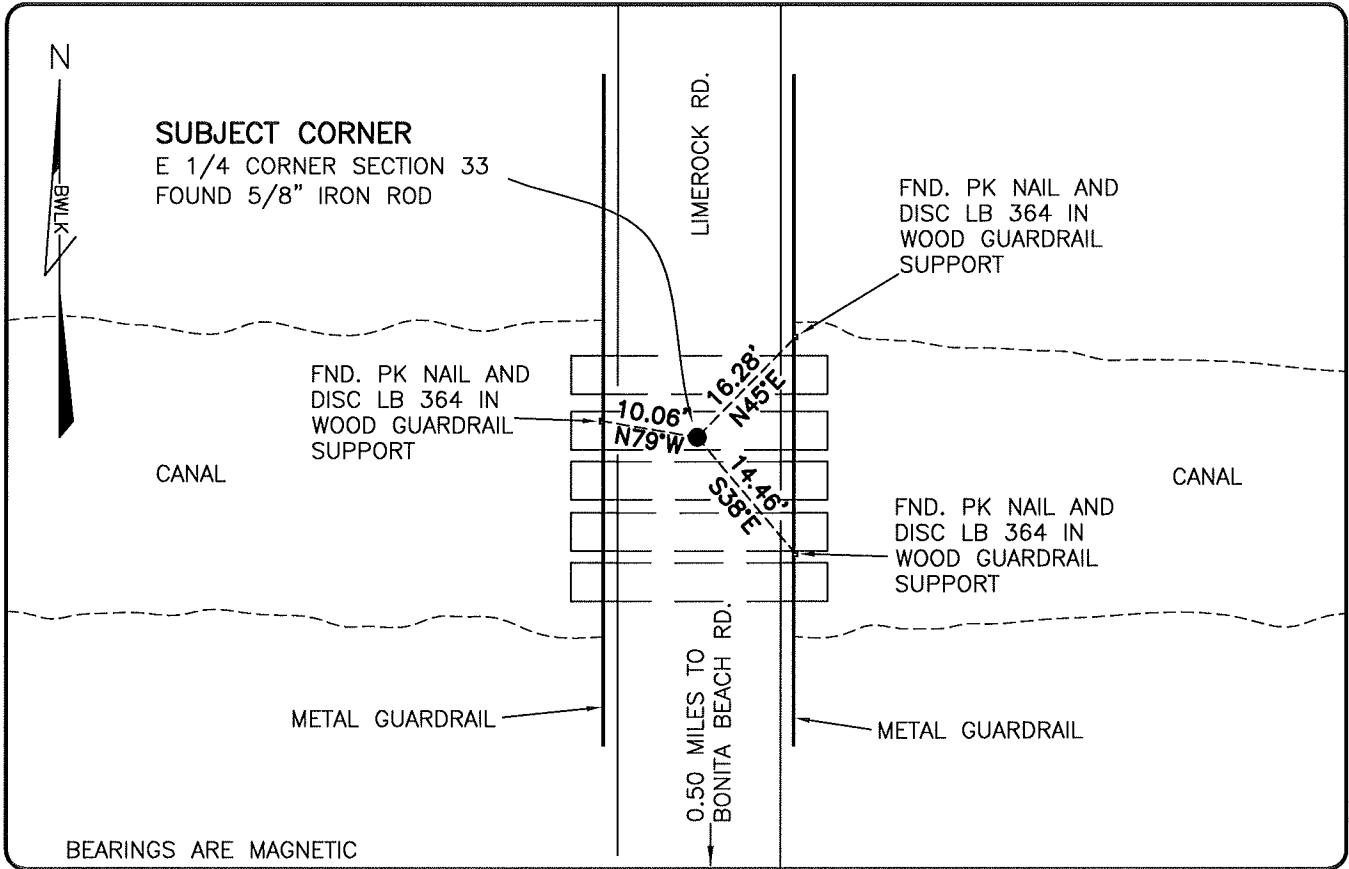 N
BWLK
SUBJECT CORNER
E 1/4 CORNER SECTION 33
FOUND 5/8" IRON ROD
LIMEROCK RD.
FND. PK NAIL AND
DISC LB 364 IN
WOOD GUARDRAIL
SUPPORT
FND. PK NAIL AND
DISC LB 364 IN
WOOD GUARDRAIL
SUPPORT
16.28'
N45°E
10.06'
N79°W
14.46'
S38°E
CANAL
CANAL
FND. PK NAIL AND
DISC LB 364 IN
WOOD GUARDRAIL
SUPPORT
METAL GUARDRAIL
0.50 MILES TO
BONITA BEACH RD.
METAL GUARDRAIL
BEARINGS ARE MAGNETIC